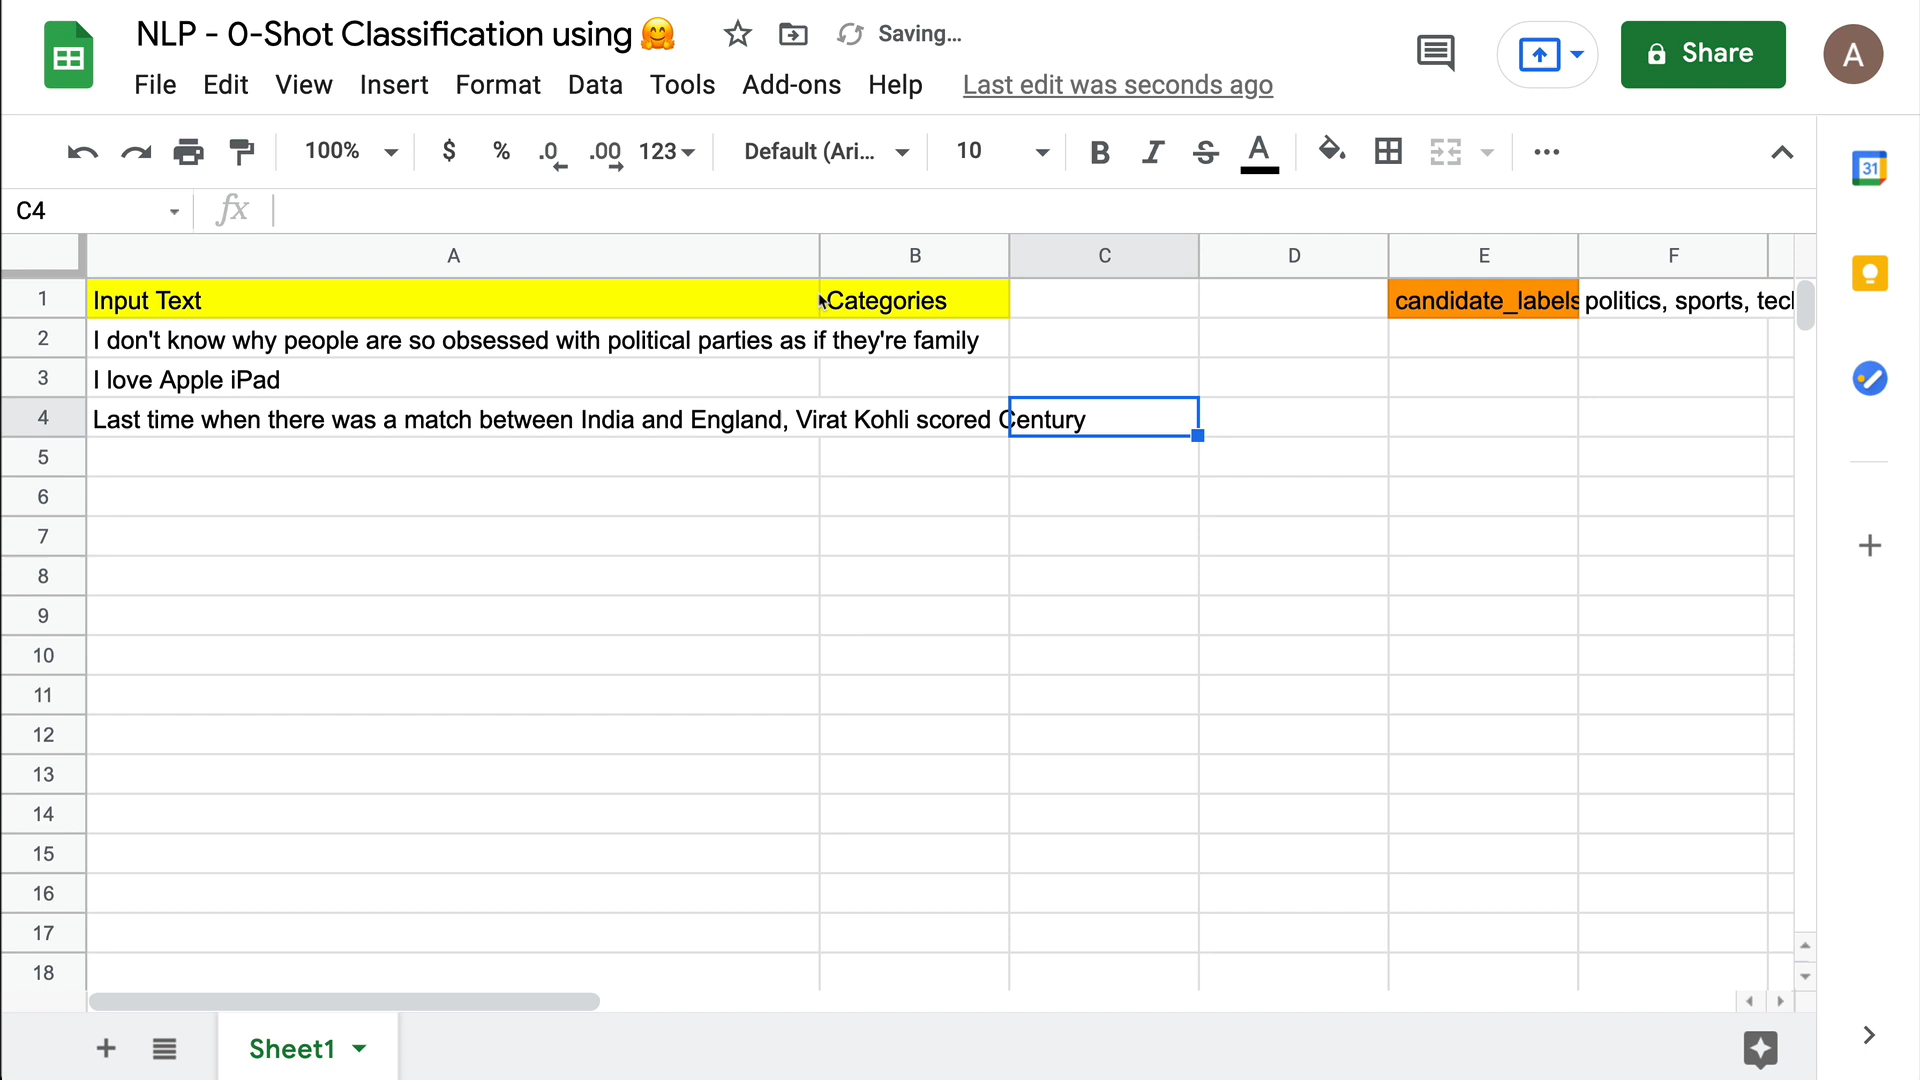 NLP - 0-Shot Classification using 🤗 Saving...
Share
A
File Edit View Insert Format Data Tools Add-ons Help Last edit was seconds ago
100% $ % .0 .00 123 Default (Ari... 10 B I S A
31
C4 fx
A B C D E F
1 Input Text Categories candidate_labels politics, sports, tec
2 I don't know why people are so obsessed with political parties as if they're family
3 I love Apple iPad
4 Last time when there was a match between India and England, Virat Kohli scored Century
5
6
7
8
9
10
11
12
13
14
15
16
17
18
Sheet1